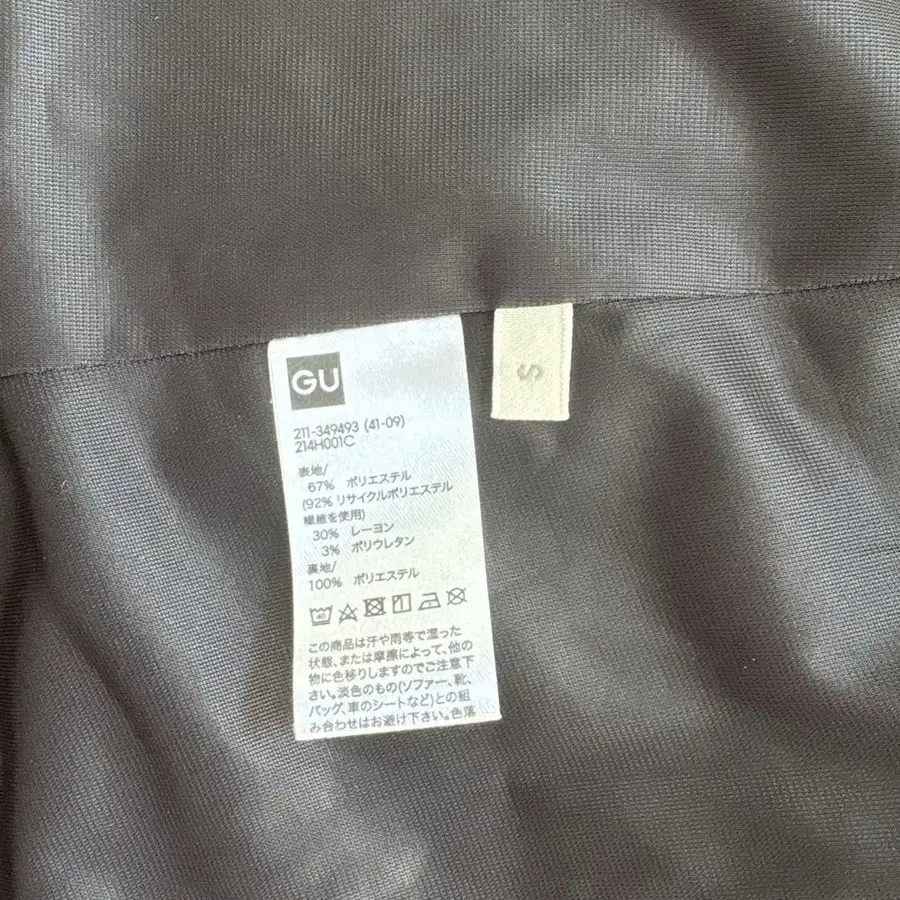 GU
211-349493 (41-09)
214H001C
表地/
67% ポリエステル
(92% リサイクルポリエステル
繊維を使用)
30% レーヨン
3% ポリウレタン
裏地/
100% ポリエステル
40
この商品は汗や雨等で湿った
状態、または摩擦によって、他の
物に色移りしますのでご注意下
さい。淡色のもの(ソファー、靴、
バッグ、車のシートなど)との組
み合わせはお避け下さい。色落
S